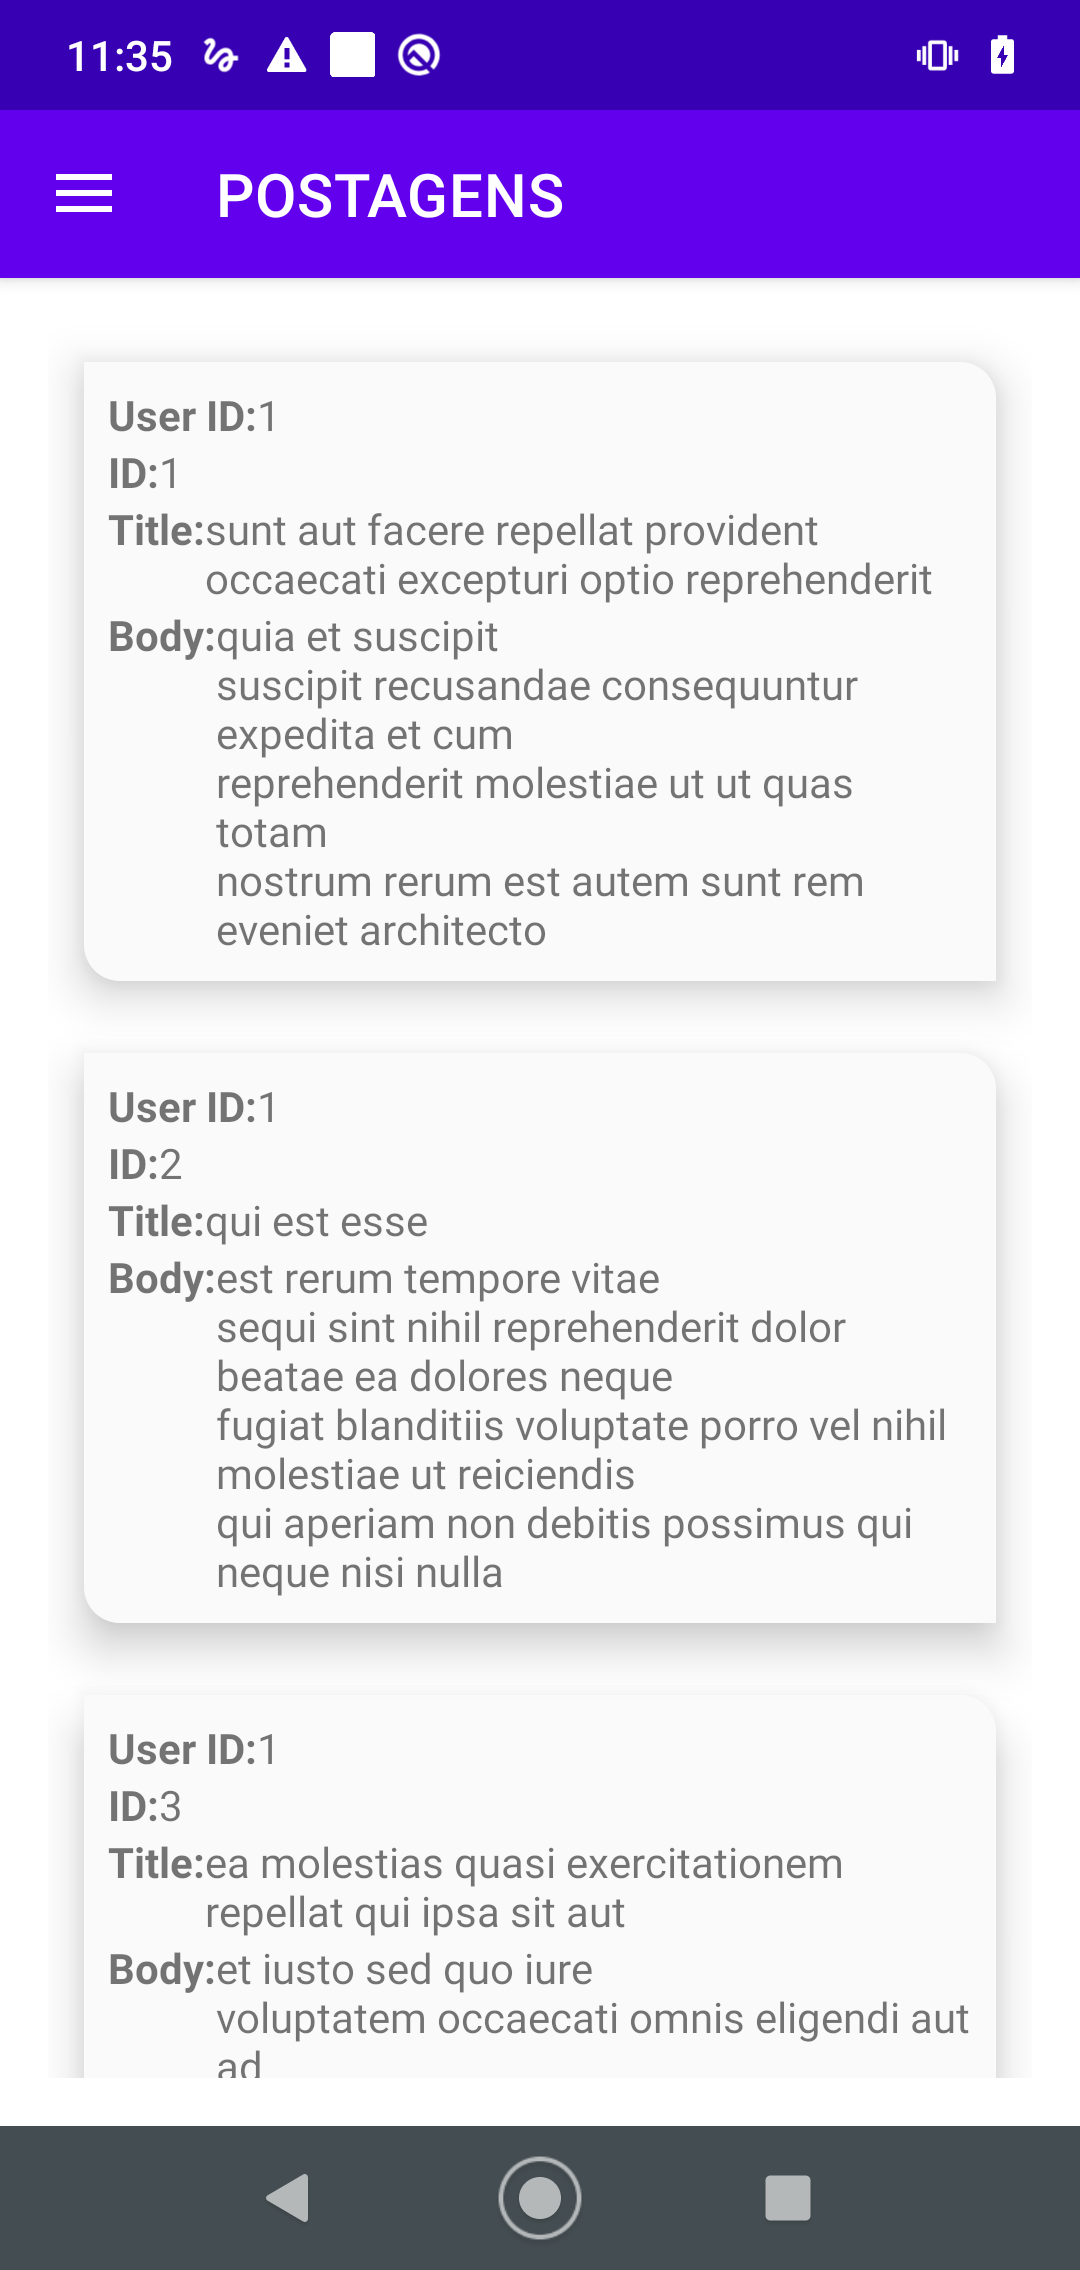 11:35
POSTAGENS
User ID:1
ID:1
Title:sunt aut facere repellat provident
occaecati excepturi optio reprehenderit
Body:quia et suscipit
suscipit recusandae consequuntur
expedita et cum
reprehenderit molestiae ut ut quas
totam
nostrum rerum est autem sunt rem
eveniet architecto
User ID:1
ID:2
Title:qui est esse
Body:est rerum tempore vitae
sequi sint nihil reprehenderit dolor
beatae ea dolores neque
fugiat blanditiis voluptate porro vel nihil
molestiae ut reiciendis
qui aperiam non debitis possimus qui
neque nisi nulla
User ID:1
ID:3
Title:ea molestias quasi exercitationem
repellat qui ipsa sit aut
Body:et iusto sed quo iure
voluptatem occaecati omnis eligendi aut
ad